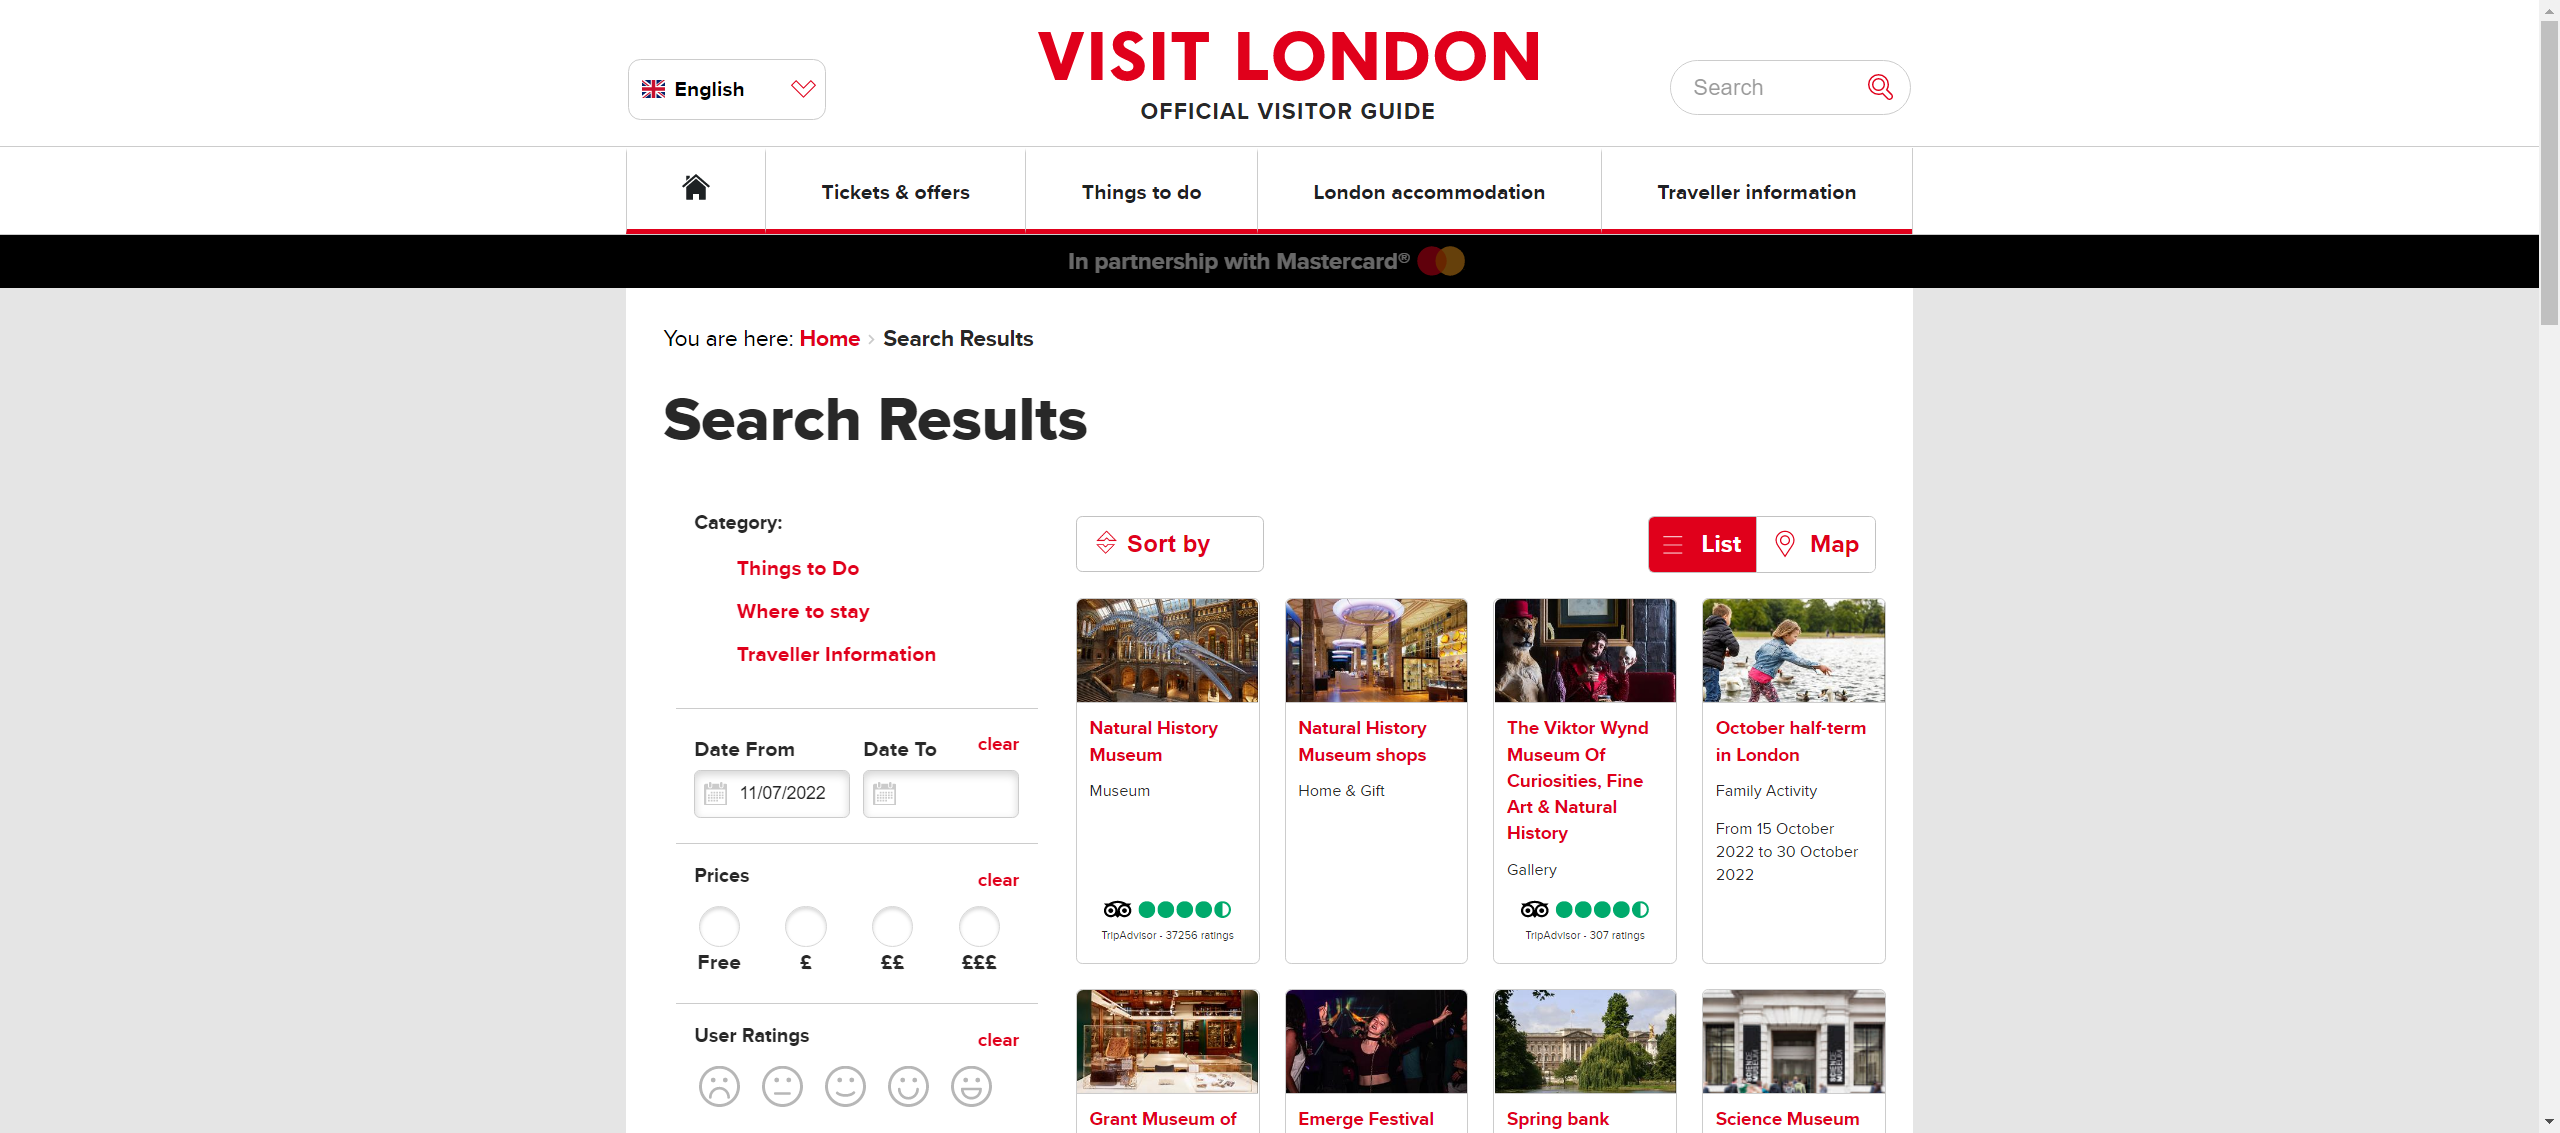 English
VISIT LONDON
OFFICIAL VISITOR GUIDE
Search
Tickets & offers
Things to do
London accommodation
Traveller information
In partnership with Mastercard®
You are here: Home › Search Results
Search Results
Category:
Things to Do
Where to stay
Traveller Information
Date From
Date To
clear
11/07/2022
Prices
clear
Free
£
££
£££
User Ratings
clear
Sort by
List
Map
Natural History
Museum
Museum
TripAdvisor - 37256 ratings
Natural History
Museum shops
Home & Gift
The Viktor Wynd
Museum Of
Curiosities, Fine
Art & Natural
History
Gallery
TripAdvisor - 307 ratings
October half-term
in London
Family Activity
From 15 October
2022 to 30 October
2022
Grant Museum of
Emerge Festival
Spring bank
SCIENCE MUSEUM
Science Museum